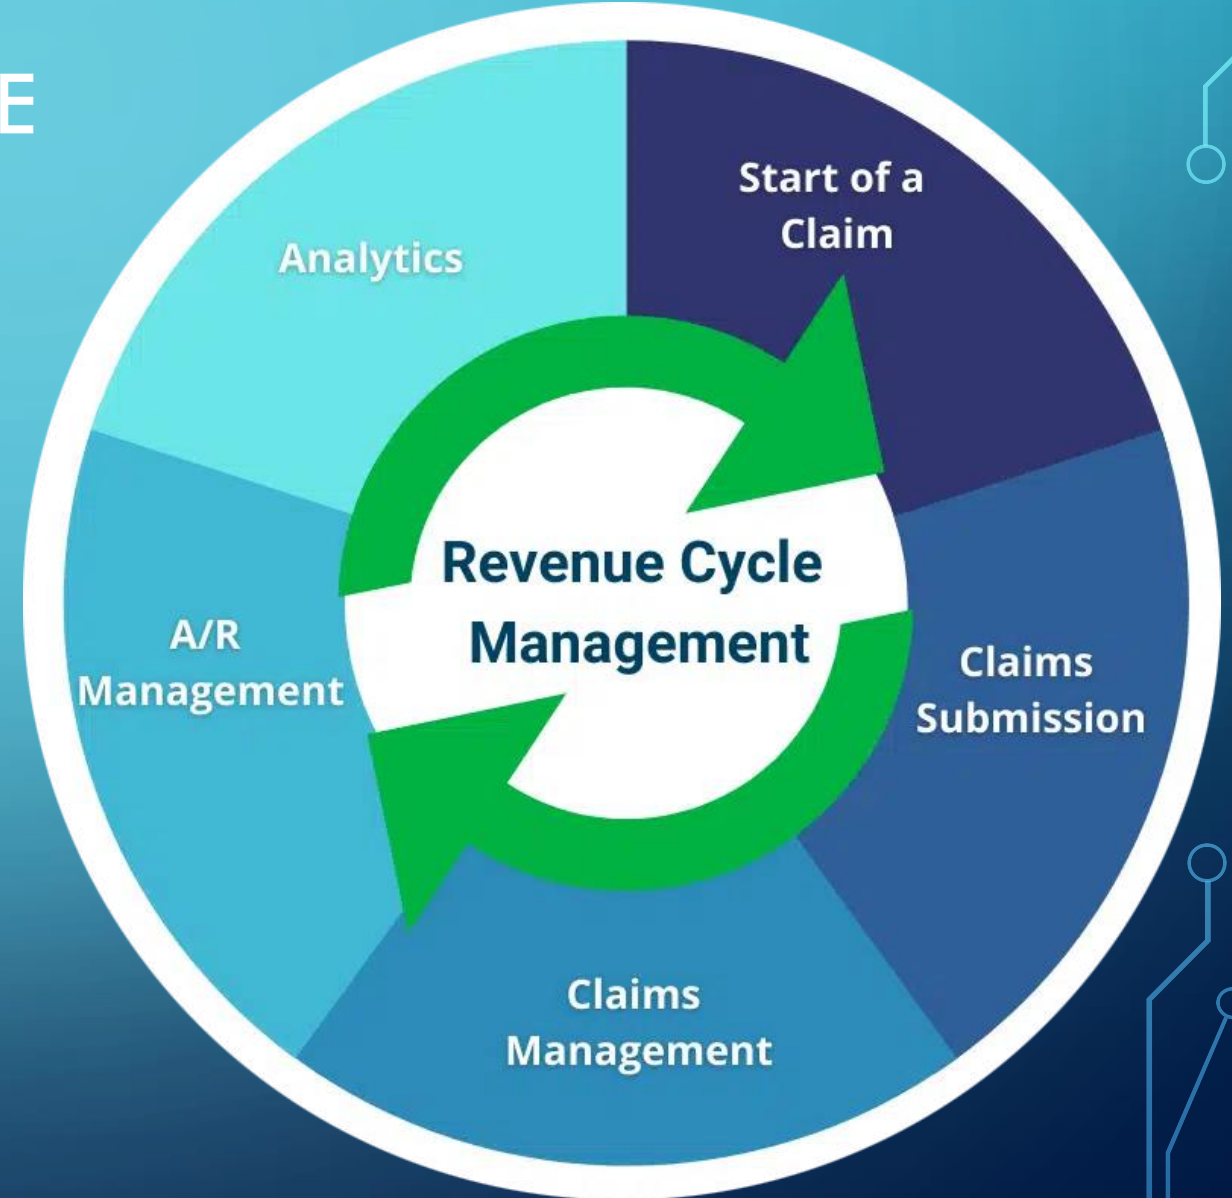 E
Start of a
Claim
Analytics
Revenue Cycle
Management
A/R
Management
Claims
Submission
Claims
Management